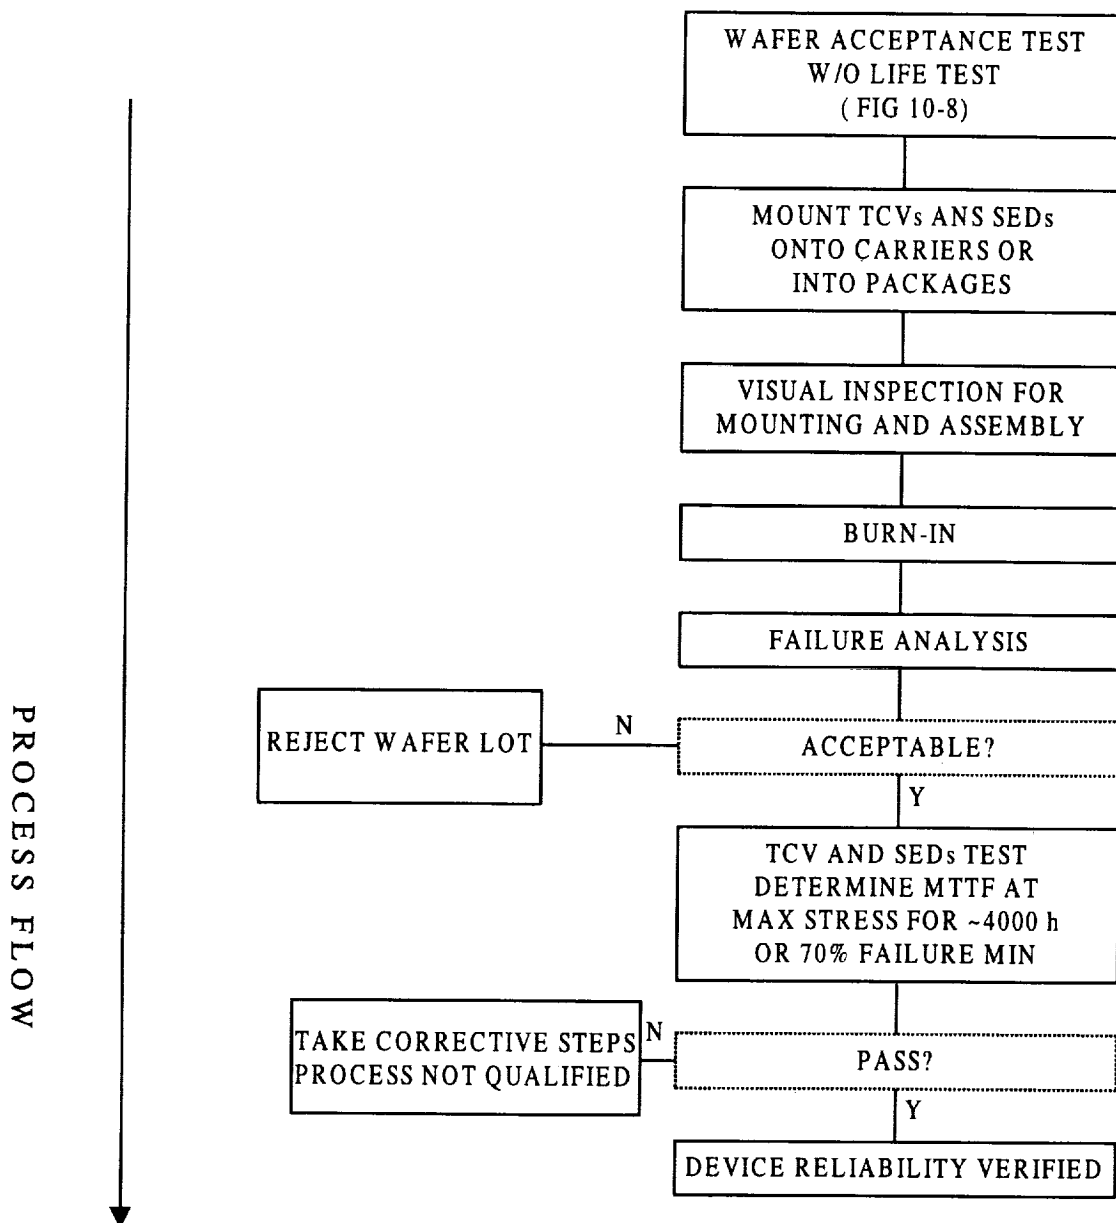 WAFER ACCEPTANCE TEST
W/O LIFE TEST
( FIG 10-8)
MOUNT TCVs ANS SEDs
ONTO CARRIERS OR
INTO PACKAGES
VISUAL INSPECTION FOR
MOUNTING AND ASSEMBLY
BURN-IN
FAILURE ANALYSIS
REJECT WAFER LOT
N
ACCEPTABLE?
Y
TCV AND SEDs TEST
DETERMINE MTTF AT
MAX STRESS FOR ~4000 h
OR 70% FAILURE MIN
TAKE CORRECTIVE STEPS
PROCESS NOT QUALIFIED
N
PASS?
Y
DEVICE RELIABILITY VERIFIED
PROCESS FLOW